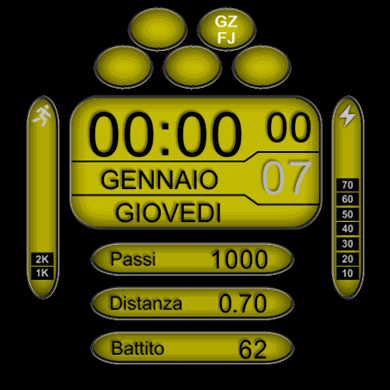 GZ
FJ
00:00 00
GENNAIO 07
GIOVEDI
70
60
50
40
30
20
10
2K
1K
Passi 1000
Distanza 0.70
Battito 62